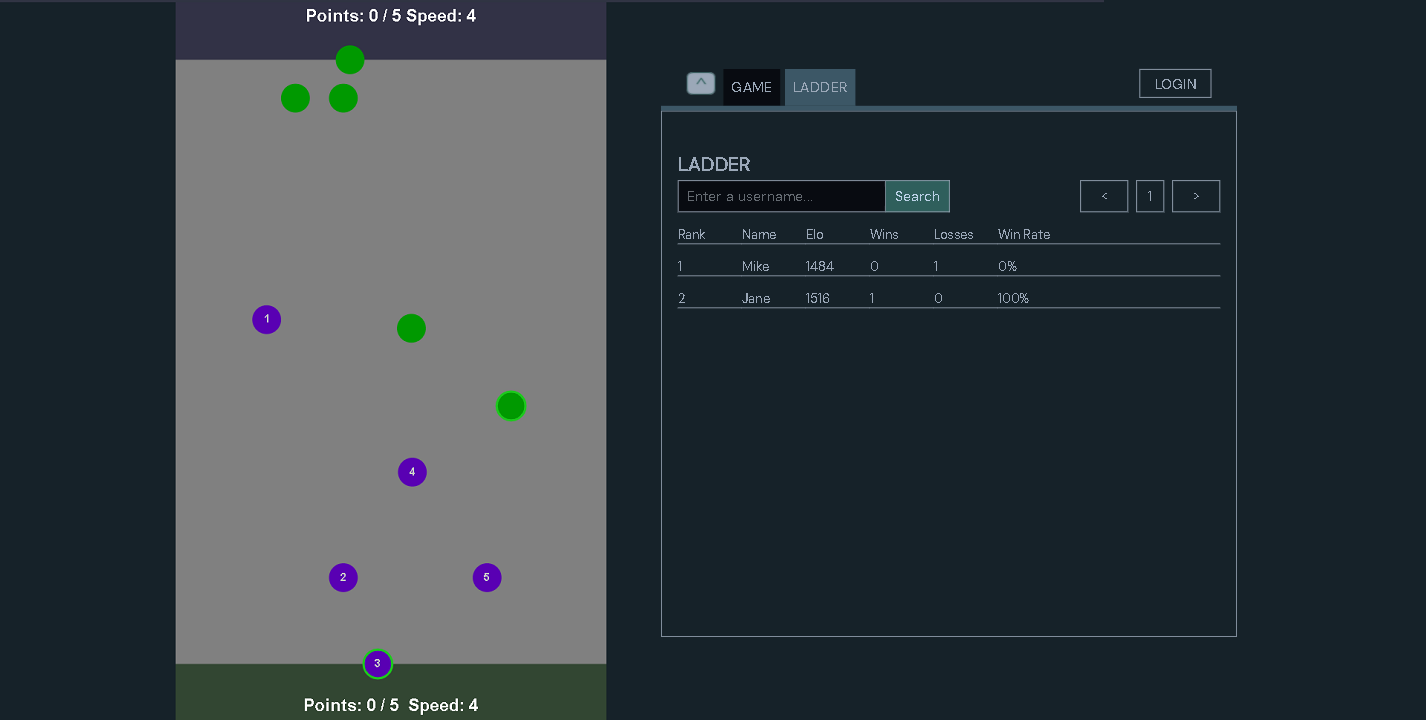 Points: 0 / 5 Speed: 4
1
4
2
5
3
Points: 0 / 5 Speed: 4
^
GAME
LADDER
LOGIN
LADDER
Enter a username...
Search
<
1
>
Rank Name Elo Wins Losses Win Rate
1 Mike 1484 0 1 0%
2 Jane 1516 1 0 100%